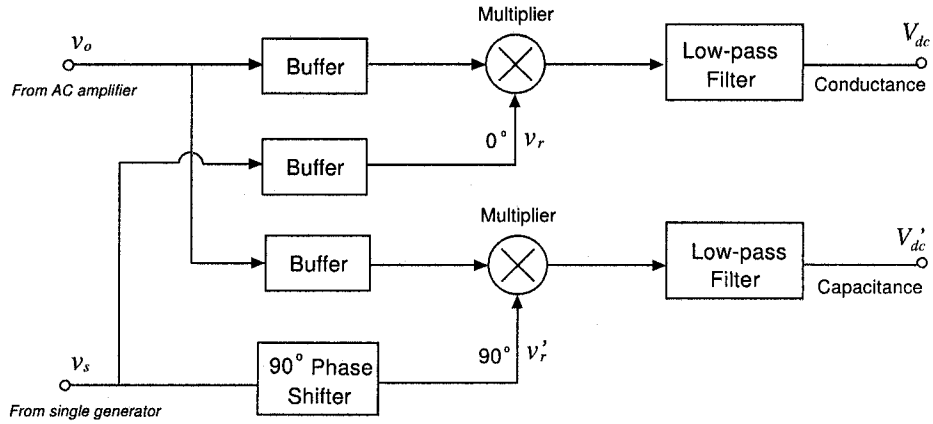 Multiplier
v_o
V_dc
Buffer
Low-pass
Filter
From AC amplifier
Conductance
0° v_r
Buffer
Multiplier
V_dc'
Buffer
Low-pass
Filter
Capacitance
v_s
90° v_r'
90° Phase
Shifter
From single generator